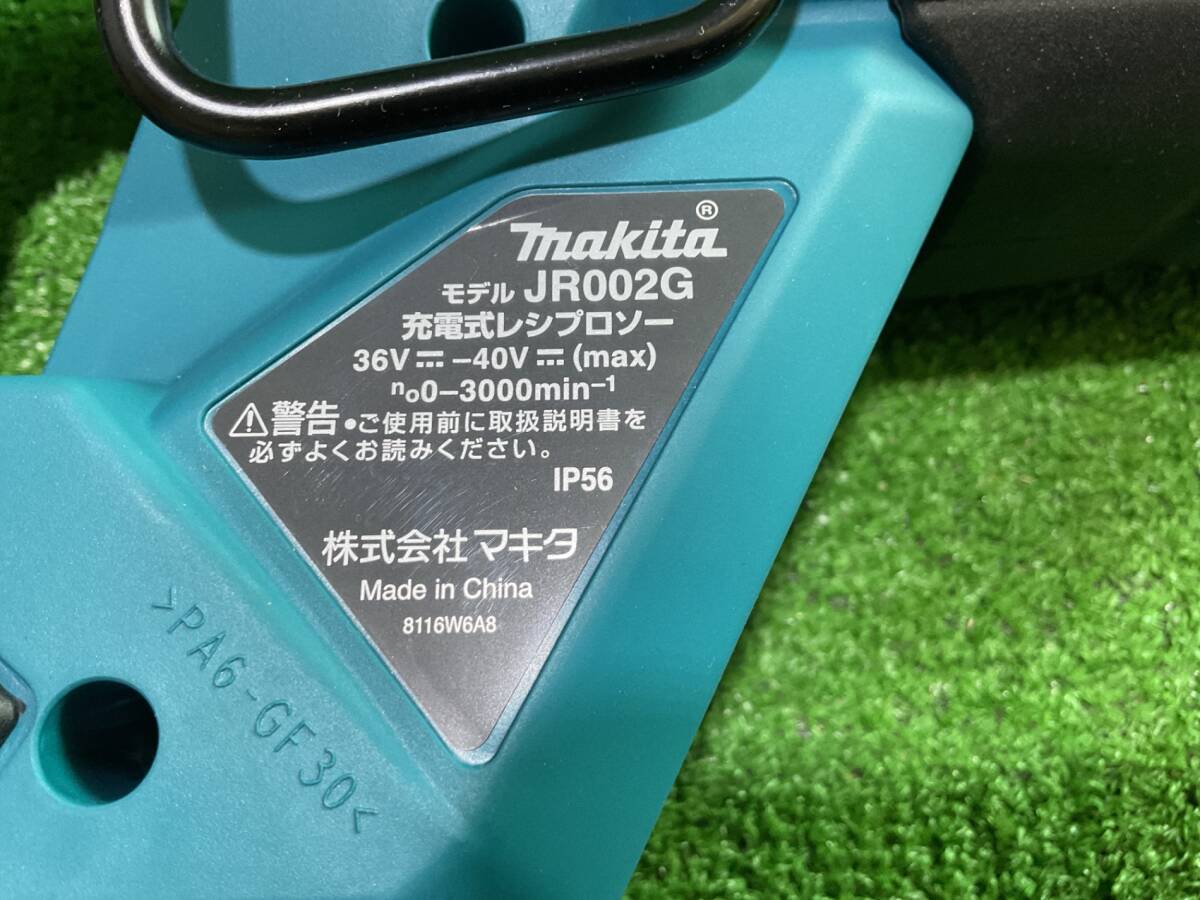 makita®
モデル JR002G
充電式レシプロソー
36V⎓–40V⎓(max)
no0–3000min–1
⚠警告 •ご使用前に取扱説明書を
必ずよくお読みください。
IP56
株式会社 マキタ
Made in China
8116W6A8
>PA6-GF30<